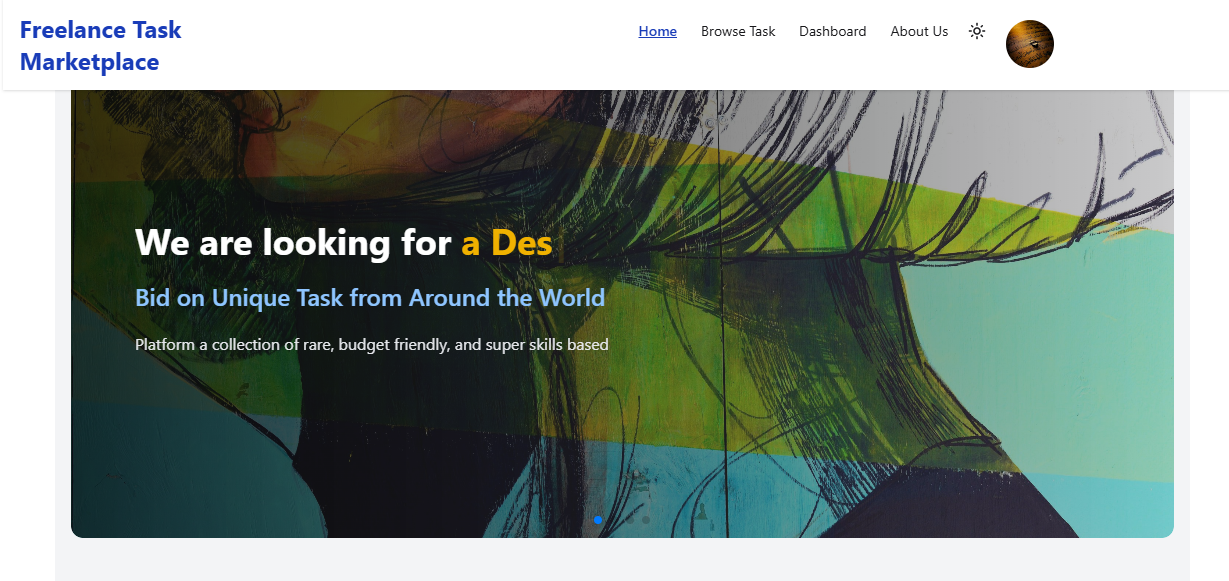 Freelance Task
Marketplace
Home
Browse Task
Dashboard
About Us
We are looking for a Des
Bid on Unique Task from Around the World
Platform a collection of rare, budget friendly, and super skills based